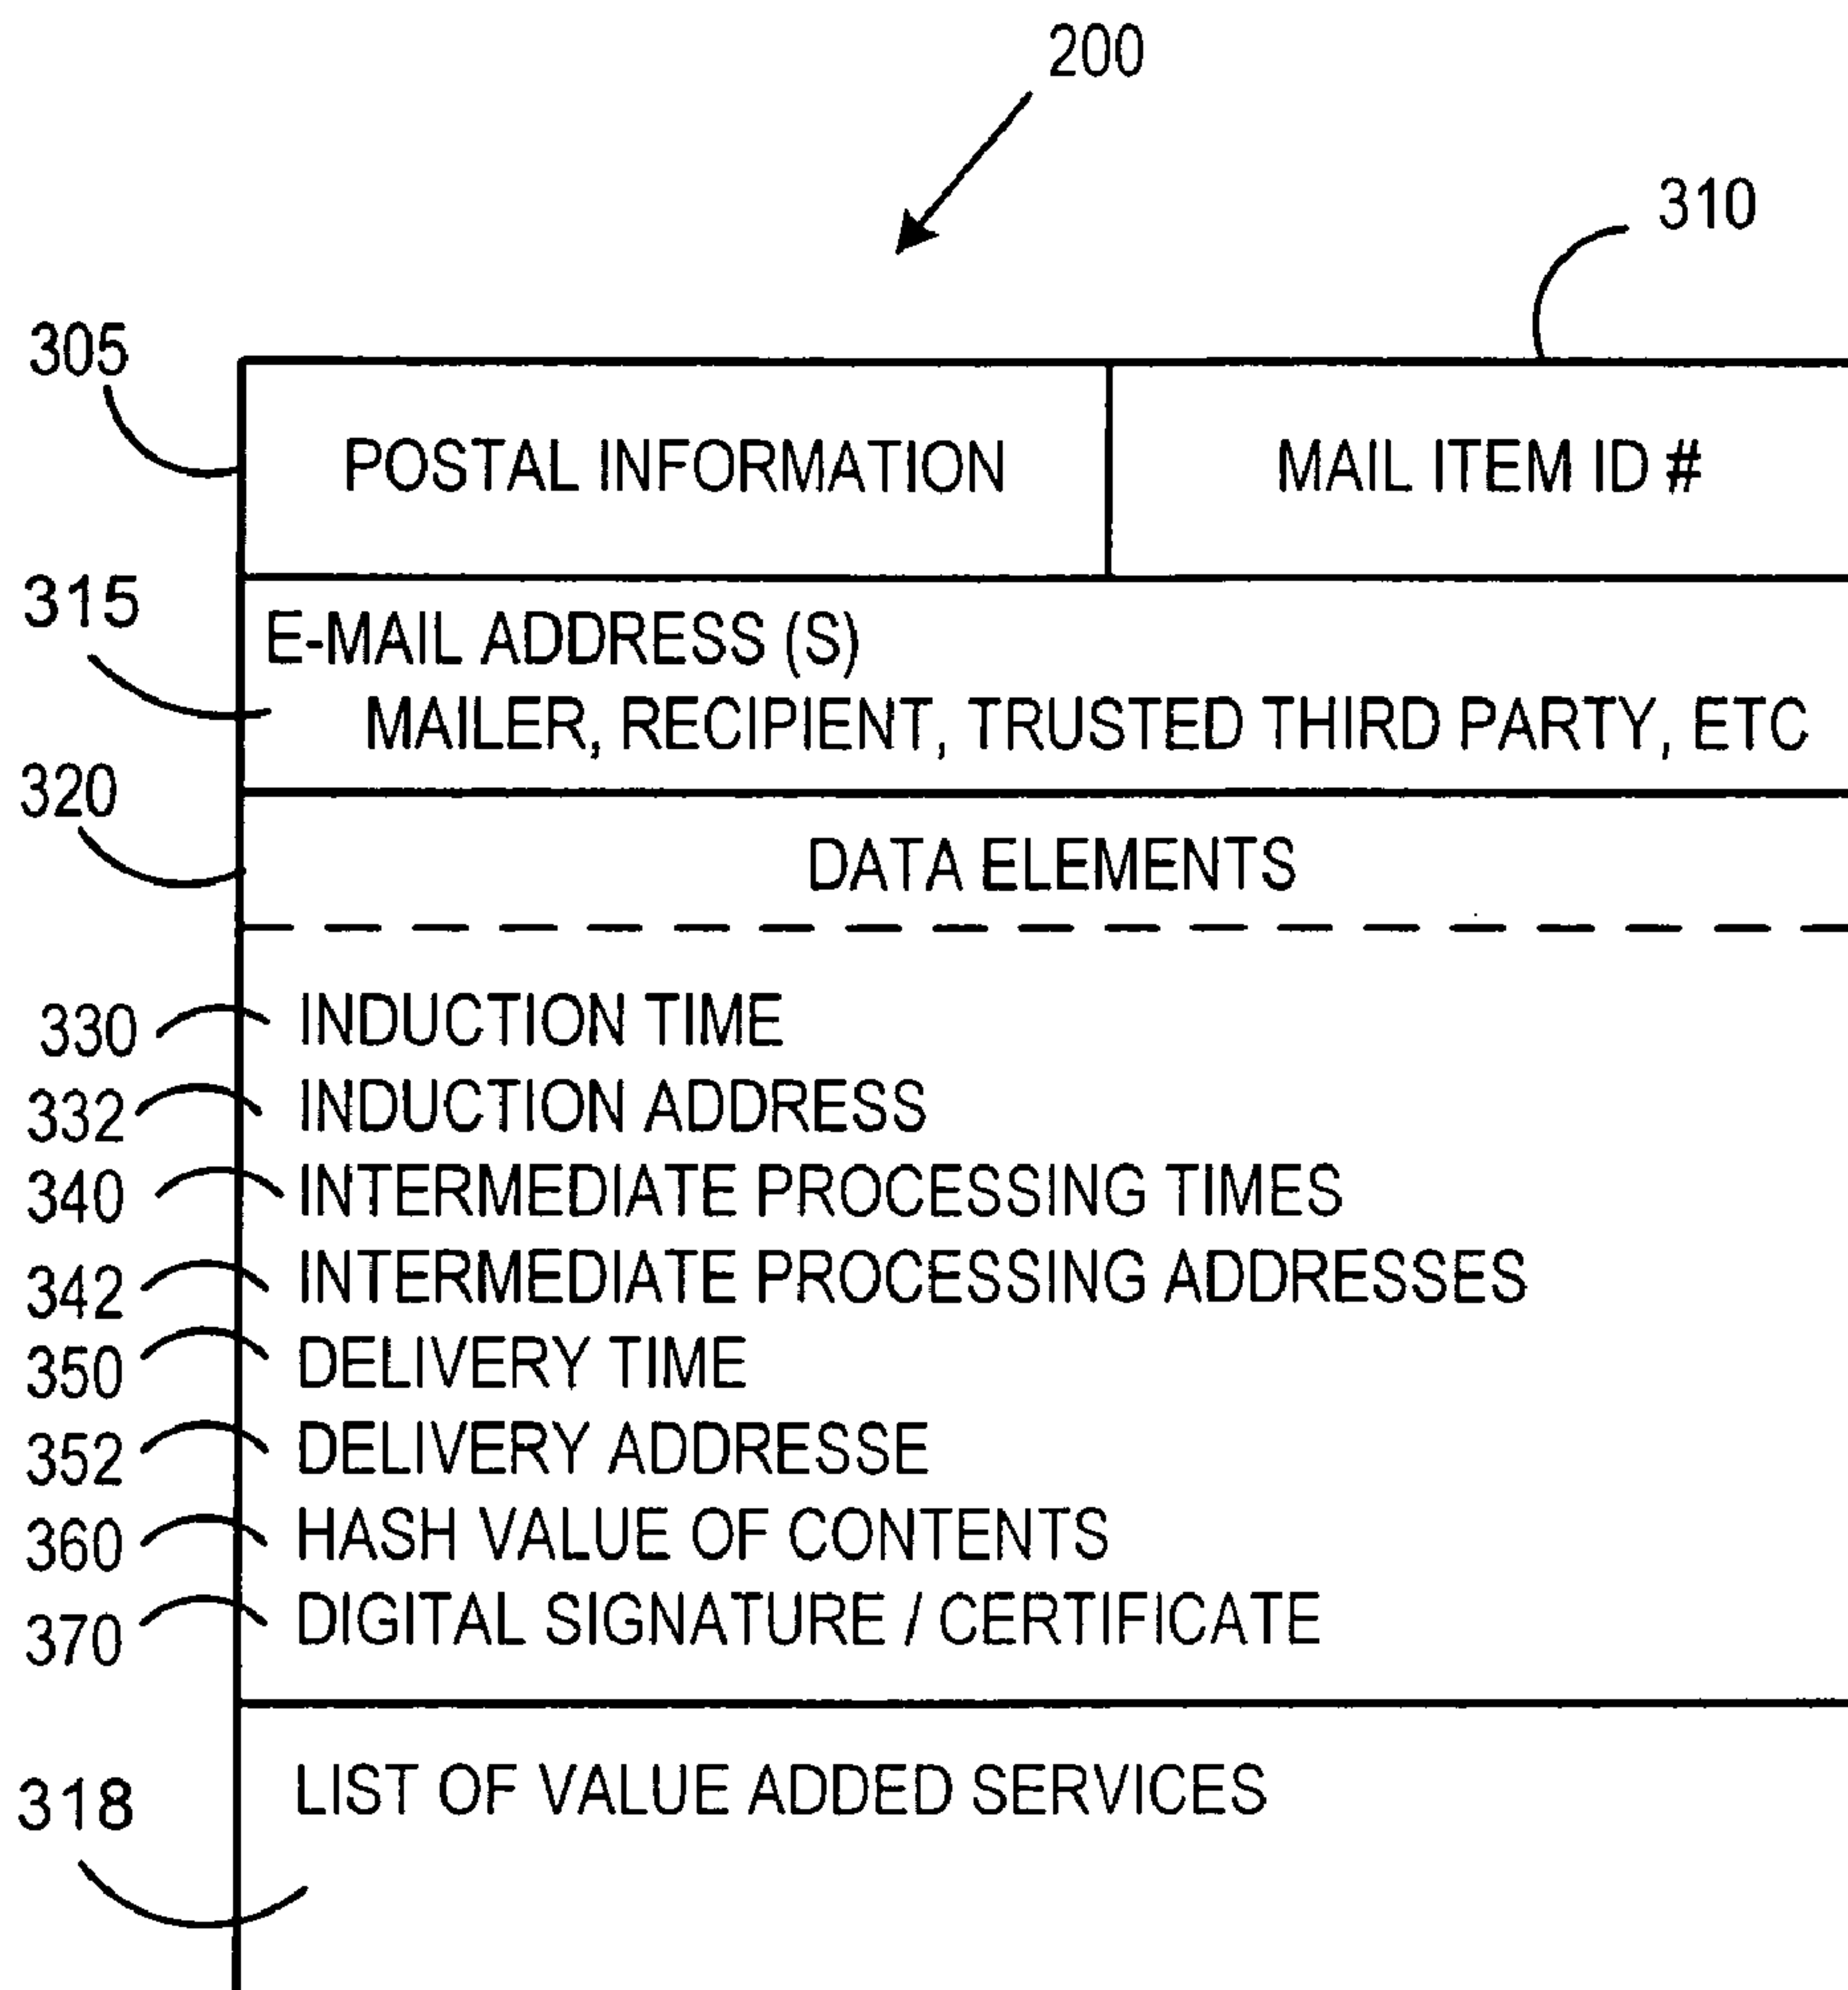 200
310
305
POSTAL INFORMATION
MAIL ITEM ID #
315
E-MAIL ADDRESS (S)
MAILER, RECIPIENT, TRUSTED THIRD PARTY, ETC
320
DATA ELEMENTS
330 INDUCTION TIME
332 INDUCTION ADDRESS
340 INTERMEDIATE PROCESSING TIMES
342 INTERMEDIATE PROCESSING ADDRESSES
350 DELIVERY TIME
352 DELIVERY ADDRESSE
360 HASH VALUE OF CONTENTS
370 DIGITAL SIGNATURE / CERTIFICATE
318 LIST OF VALUE ADDED SERVICES